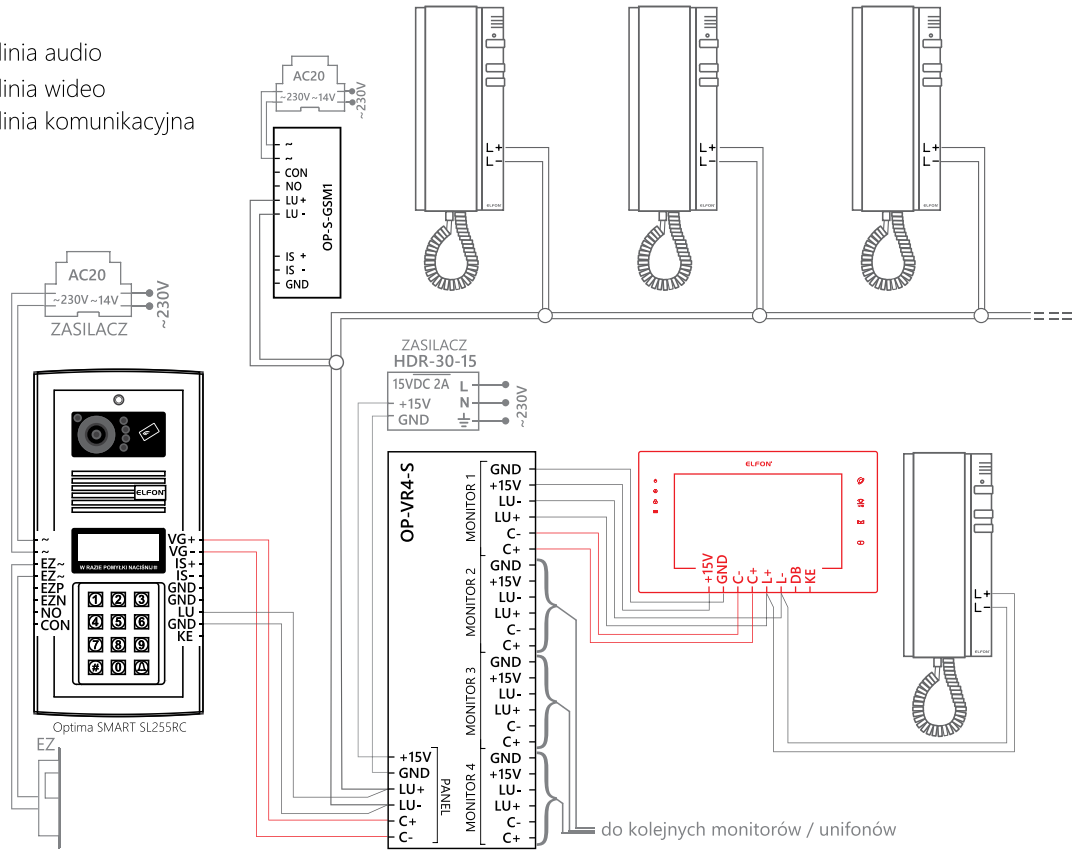 linia audio
linia wideo
linia komunikacyjna
AC20
~230V ~14V
~230V
~
~
CON
NO
LU +
LU -
IS +
IS -
GND
OP-S-GSM1
L+
L-
ELFON
L+
L-
ELFON
L+
L-
ELFON
AC20
~230V ~14V
~230V
ZASILACZ
ZASILACZ
HDR-30-15
15VDC 2A
L
+15V
N
GND
~230V
ELFON
W RAZIE POMYŁKI NACIŚNIJ
1 2 3
4 5 6
7 8 9
# 0
~
~
EZ~
EZ~
EZP
EZN
NO
CON
VG+
VG-
IS+
IS-
GND
GND
LU
GND
KE
Optima SMART SL255RC
EZ
OP-VR4-S
MONITOR 1
GND
+15V
LU-
LU+
C-
C+
MONITOR 2
GND
+15V
LU-
LU+
C-
C+
MONITOR 3
GND
+15V
LU-
LU+
C-
C+
MONITOR 4
GND
+15V
LU-
LU+
C-
C+
+15V
GND
LU+
LU-
C+
C-
PANEL
ELFON
+15V
GND
C-
C+
L+
L-
DB
KE
L+
L-
ELFON
do kolejnych monitorów / unifonów